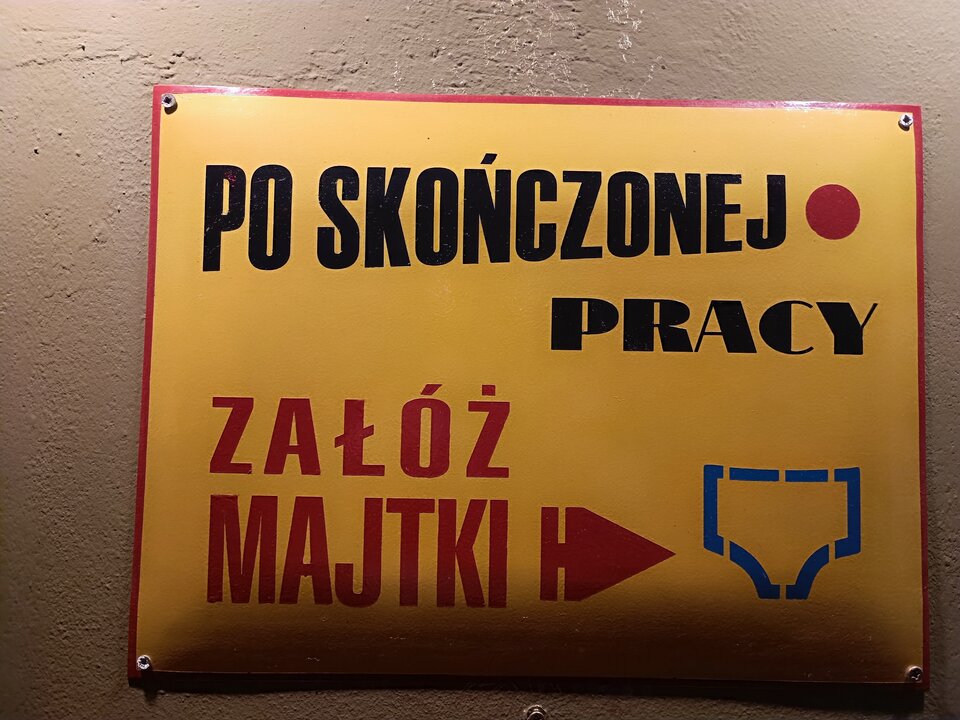 PO SKOŃCZONEJ
PRACY
ZAŁÓŻ
MAJTKI